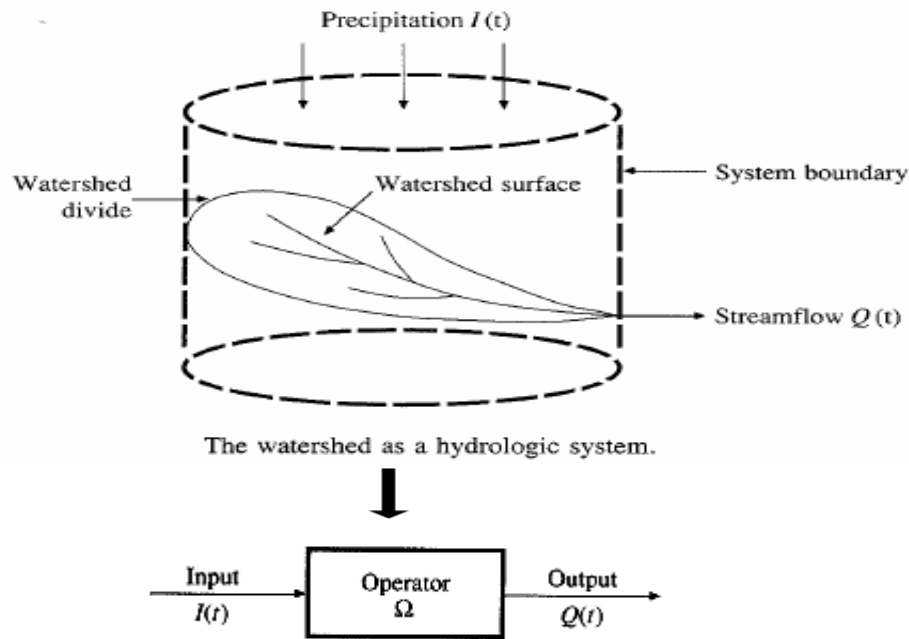 Precipitation I (t)
Watershed
divide
Watershed surface
System boundary
Streamflow Q (t)
The watershed as a hydrologic system.
Input
I(t)
Operator
Ω
Output
Q(t)